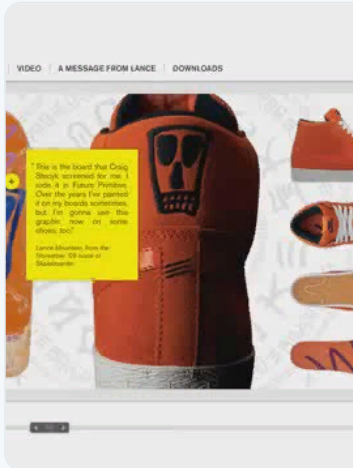 VIDEO
A MESSAGE FROM LANCE
DOWNLOADS
"This is the board that Craig
Stecyk screened for me. I
rode it in Future Primitive.
Over the years I've painted
it on my boards sometimes,
but I'm gonna use this
graphic now on some
shoes, too."
Lance Mountain, from the
November '09 issue of
Skateboarder